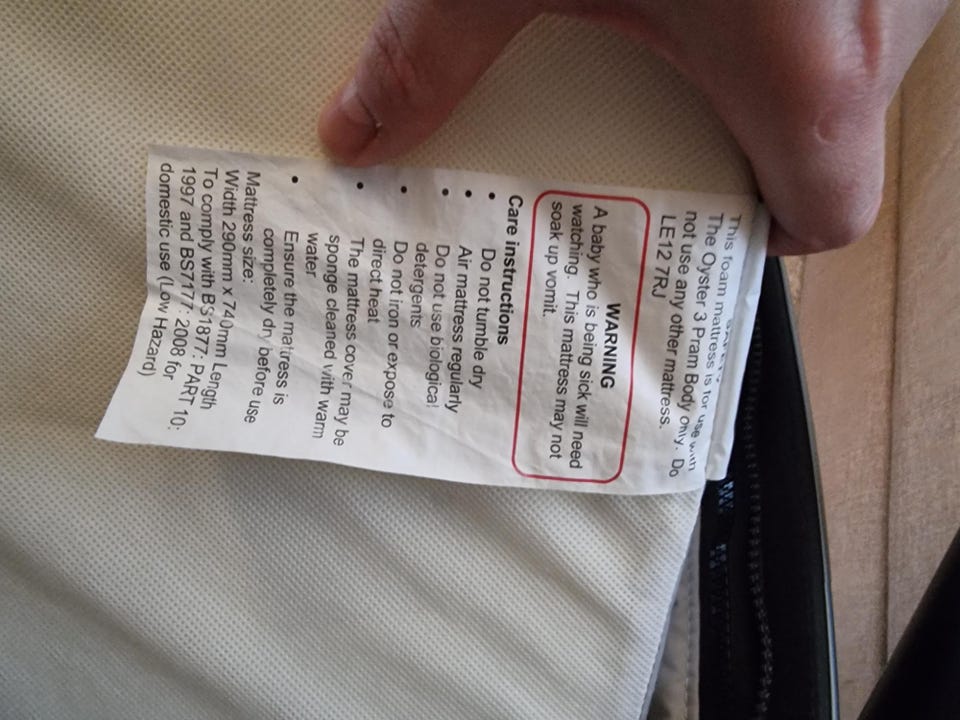 This foam mattress is for use with
The Oyster 3 Pram Body only. Do
not use any other mattress.
LE12 7RJ
WARNING
A baby who is being sick will need
watching. This mattress may not
soak up vomit.
Care instructions
• Do not tumble dry
• Air mattress regularly
• Do not use biological
detergents
• Do not iron or expose to
direct heat
• The mattress cover may be
sponge cleaned with warm
water
• Ensure the mattress is
completely dry before use
Mattress size:
Width 290mm x 740mm Length
To comply with BS1877: PART 10:
1997 and BS7177: 2008 for
domestic use (Low Hazard)